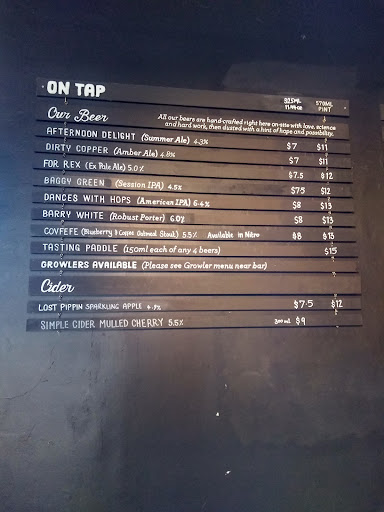 ON TAP
325ML 570ML
11.44oz PINT
Our Beer
All our beers are hand-crafted right here on-site with love, science
and hard work, then dusted with a hint of hope and possibility.
AFTERNOON DELIGHT (Summer Ale) 4.3% $7 $11
DIRTY COPPER (Amber Ale) 4.8% $7 $11
FOR REX (Ex Pale Ale) 5.0% $7.5 $12
BAGGY GREEN (Session IPA) 4.5% $7.5 $12
DANCES WITH HOPS (American IPA) 6.4% $8 $13
BARRY WHITE (Robust Porter) 6.0% $8 $13
COVFEFE (Blueberry & Coffee Oatmeal Stout) 5.5% Available in Nitro $8 $13
TASTING PADDLE (150ml each of any 4 beers) $15
GROWLERS AVAILABLE (Please see Growler menu near bar)
Cider
LOST PIPPIN SPARKLING APPLE $7.5 $12
SIMPLE CIDER MULLED CHERRY 5.5% 300ml $9